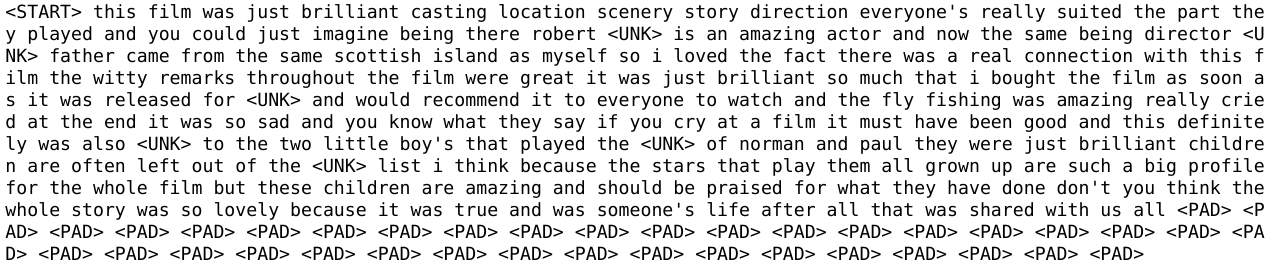 <START> this film was just brilliant casting location scenery story direction everyone's really suited the part the
y played and you could just imagine being there robert <UNK> is an amazing actor and now the same being director <U
NK> father came from the same scottish island as myself so i loved the fact there was a real connection with this f
ilm the witty remarks throughout the film were great it was just brilliant so much that i bought the film as soon a
s it was released for <UNK> and would recommend it to everyone to watch and the fly fishing was amazing really crie
d at the end it was so sad and you know what they say if you cry at a film it must have been good and this definite
ly was also <UNK> to the two little boy's that played the <UNK> of norman and paul they were just brilliant childre
n are often left out of the <UNK> list i think because the stars that play them all grown up are such a big profile
for the whole film but these children are amazing and should be praised for what they have done don't you think the
whole story was so lovely because it was true and was someone's life after all that was shared with us all <PAD> <P
AD> <PAD> <PAD> <PAD> <PAD> <PAD> <PAD> <PAD> <PAD> <PAD> <PAD> <PAD> <PAD> <PAD> <PAD> <PAD> <PAD> <PAD> <PA
D> <PAD> <PAD> <PAD> <PAD> <PAD> <PAD> <PAD> <PAD> <PAD> <PAD> <PAD> <PAD> <PAD> <PAD> <PAD> <PAD> <PAD>